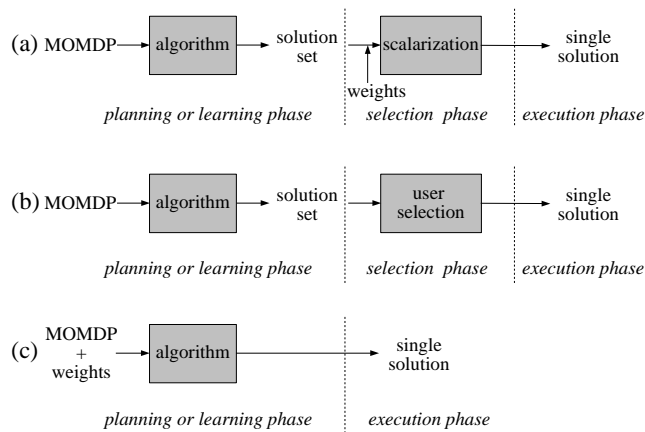 (a) MOMDP algorithm solution set scalarization single solution
weights
planning or learning phase selection phase execution phase
(b) MOMDP algorithm solution set user selection single solution
planning or learning phase selection phase execution phase
(c) MOMDP + weights algorithm single solution
planning or learning phase execution phase